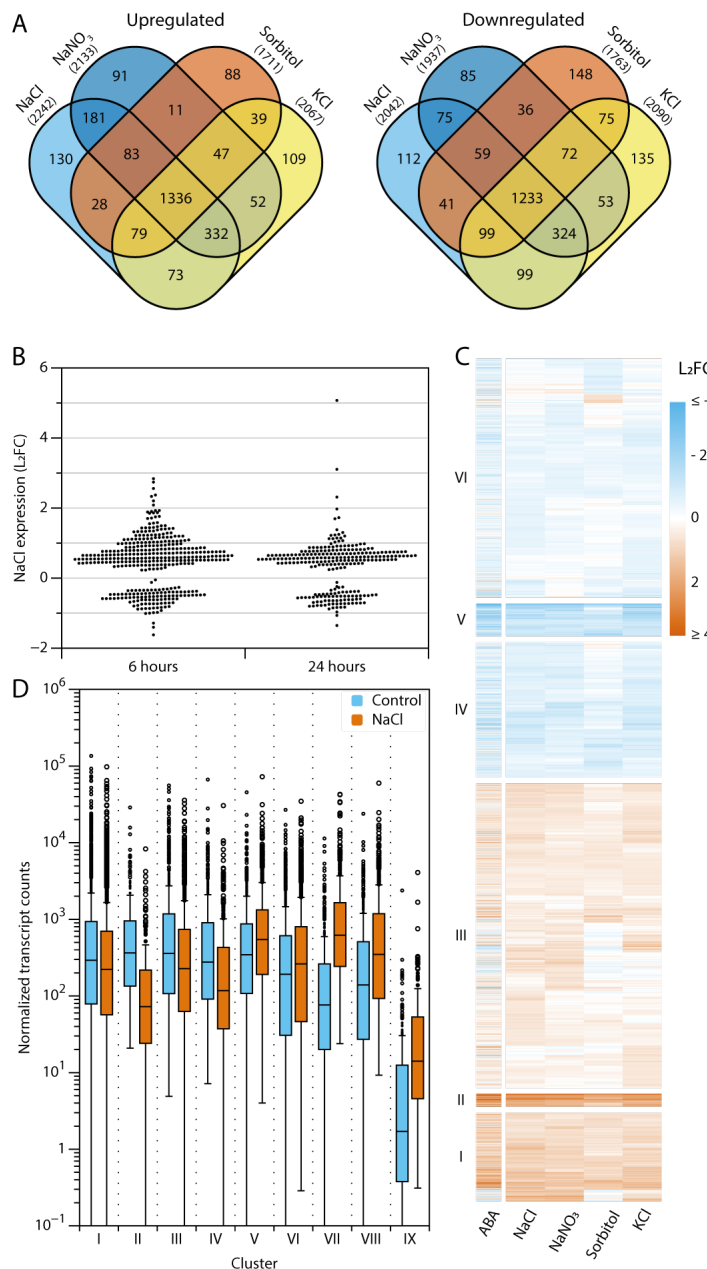 A
Upregulated
Downregulated
NaCl
(2242)
NaNO3
(2133)
Sorbitol
(1711)
KCl
(2067)
91
88
181
11
39
130
83
47
109
28
1336
52
79
332
73
NaCl
(2042)
NaNO3
(1937)
Sorbitol
(1763)
KCl
(2090)
85
148
75
36
75
112
59
72
135
41
1233
53
99
324
99
B
NaCl expression (L2FC)
6
4
2
0
−2
6 hours
24 hours
C
L2FC
- 2
0
2
VI
V
IV
III
II
I
ABA
NaCl
NaNO3
Sorbitol
KCl
D
Control
NaCl
Normalized transcript counts
10^6
10^5
10^4
10^3
10^2
10^1
1
10^−1
I II III IV V VI VII VIII IX
Cluster